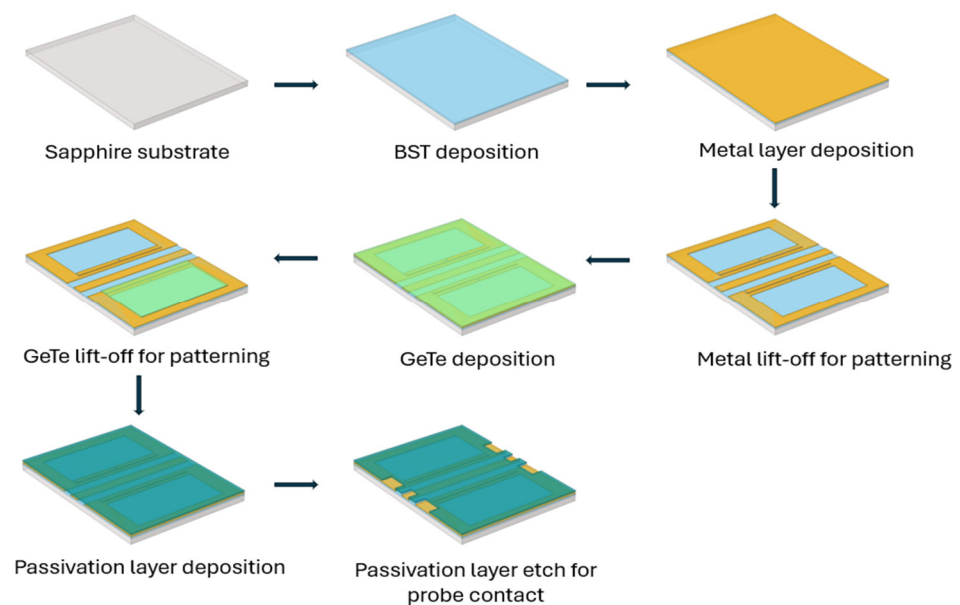 Sapphire substrate
BST deposition
Metal layer deposition
GeTe lift-off for patterning
GeTe deposition
Metal lift-off for patterning
Passivation layer deposition
Passivation layer etch for
probe contact